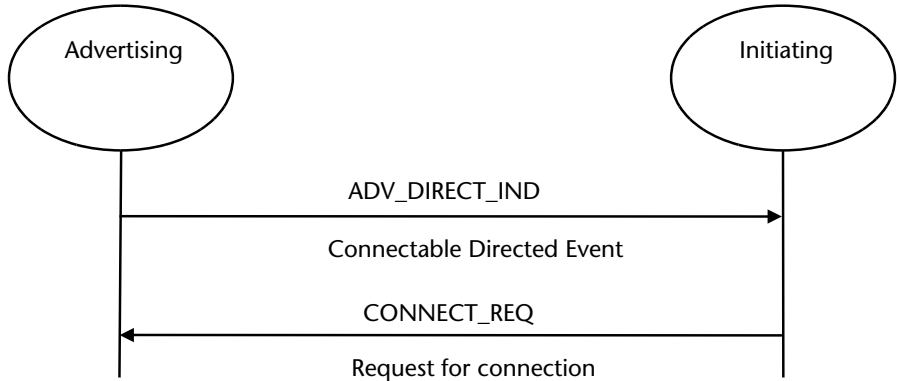 Advertising
Initiating
ADV_DIRECT_IND
Connectable Directed Event
CONNECT_REQ
Request for connection